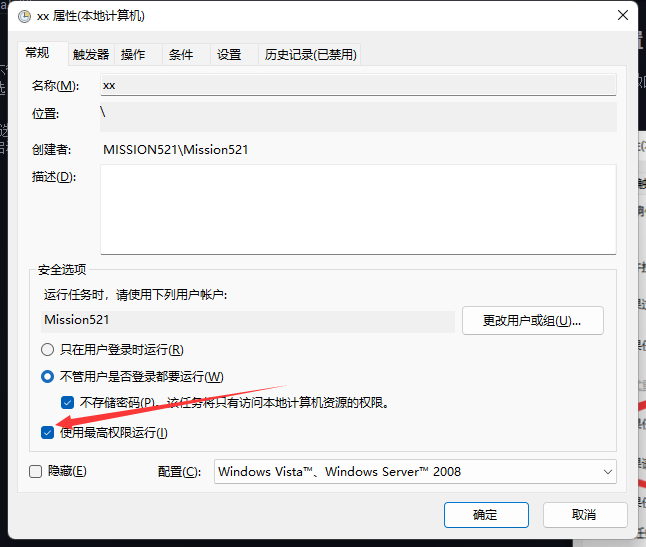 xx 属性(本地计算机)
常规 触发器 操作 条件 设置 历史记录(已禁用)
名称(M): xx
位置: \
创建者: MISSION521\Mission521
描述(D):
安全选项
运行任务时，请使用下列用户帐户:
Mission521
更改用户或组(U)...
只在用户登录时运行(R)
不管用户是否登录都要运行(W)
不存储密码(P)。该任务将只有访问本地计算机资源的权限。
使用最高权限运行(I)
隐藏(E) 配置(C): Windows Vista™、Windows Server™ 2008
确定 取消